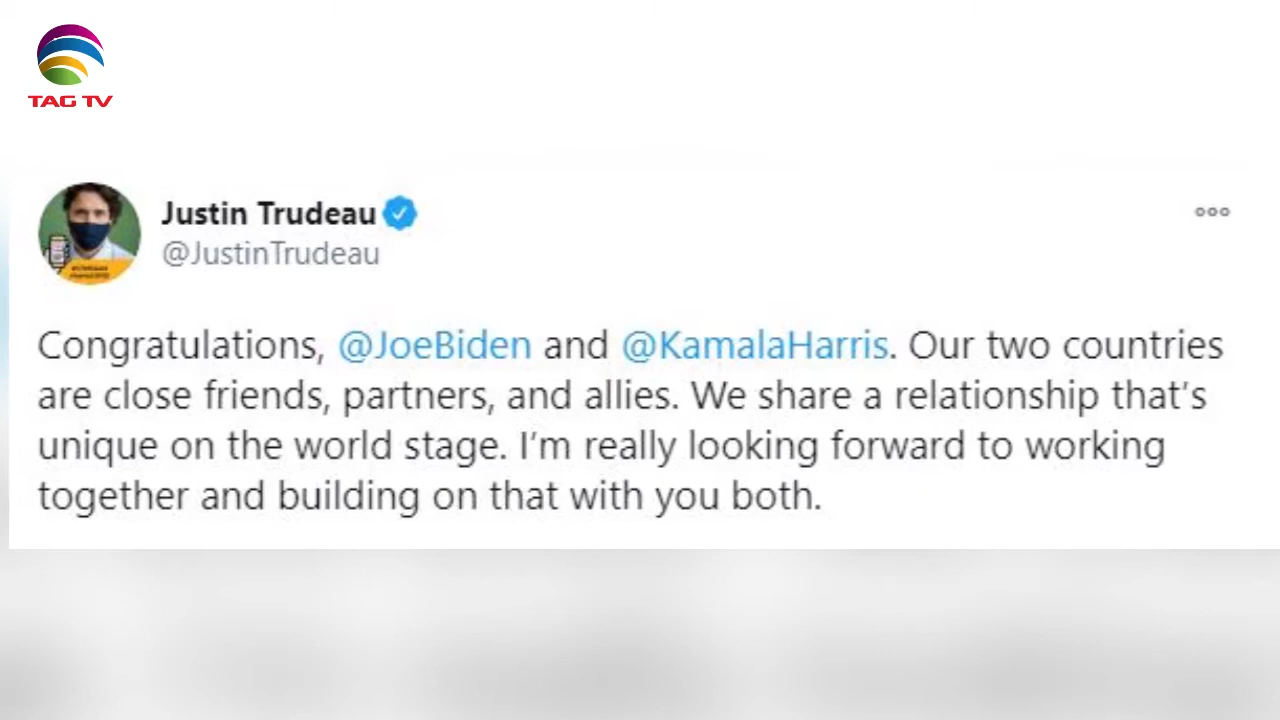 TAG TV
Justin Trudeau
@JustinTrudeau
Congratulations, @JoeBiden and @KamalaHarris. Our two countries
are close friends, partners, and allies. We share a relationship that’s
unique on the world stage. I’m really looking forward to working
together and building on that with you both.